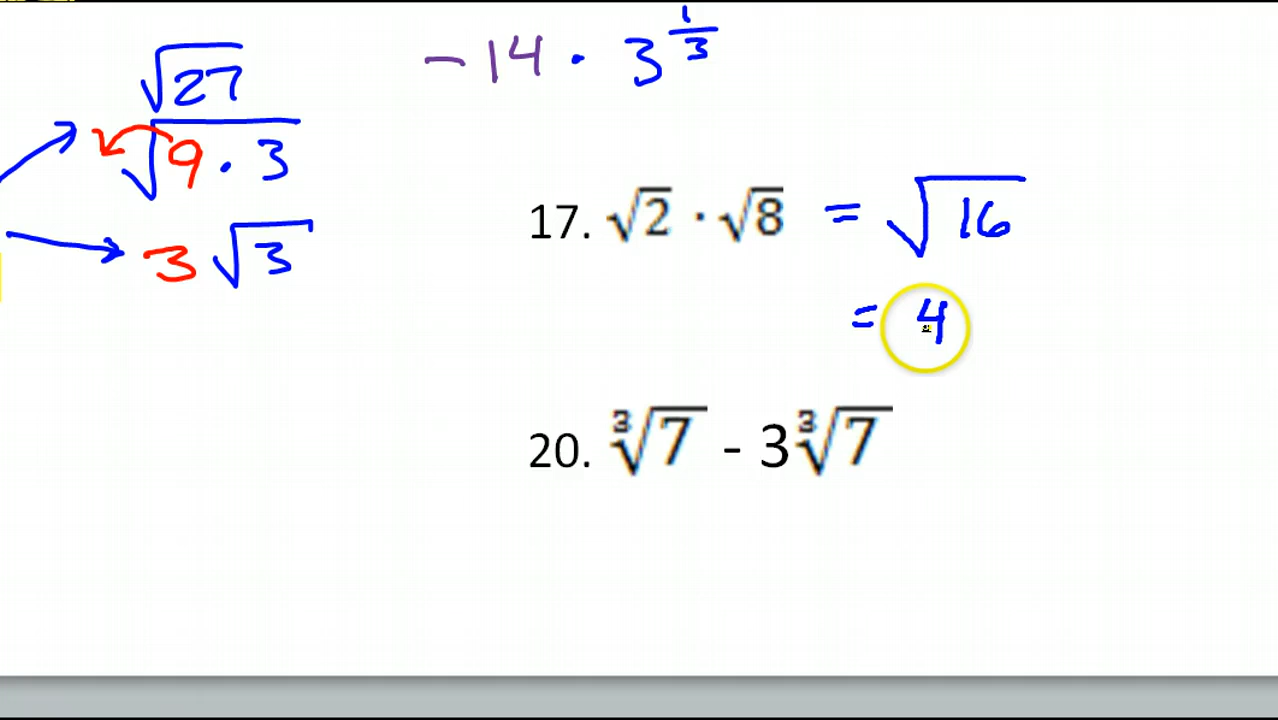 √27
√9 · 3
3 √3
-14 · 3^(1/3)
17. √2 · √8 = √16
= 4
20. ∛7 - 3∛7